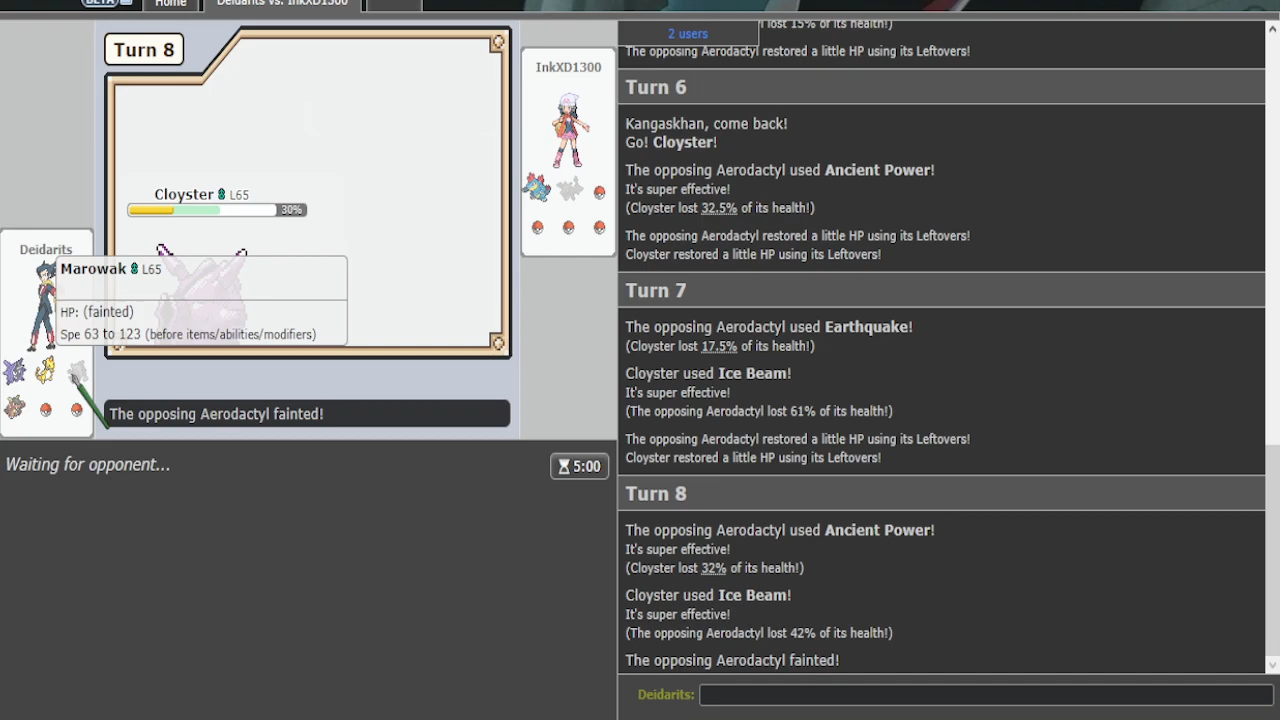 BETA
Home
Deidarits vs. InkXD1300
Turn 8
InkXD1300
Cloyster L65
30%
Deidarits
Marowak L65
HP: (fainted)
Spe 63 to 123 (before items/abilities/modifiers)
The opposing Aerodactyl fainted!
Waiting for opponent...
5:00
2 users
lost 15% of its health!)
The opposing Aerodactyl restored a little HP using its Leftovers!
Turn 6
Kangaskhan, come back!
Go! Cloyster!
The opposing Aerodactyl used Ancient Power!
It's super effective!
(Cloyster lost 32.5% of its health!)
The opposing Aerodactyl restored a little HP using its Leftovers!
Cloyster restored a little HP using its Leftovers!
Turn 7
The opposing Aerodactyl used Earthquake!
(Cloyster lost 17.5% of its health!)
Cloyster used Ice Beam!
It's super effective!
(The opposing Aerodactyl lost 61% of its health!)
The opposing Aerodactyl restored a little HP using its Leftovers!
Cloyster restored a little HP using its Leftovers!
Turn 8
The opposing Aerodactyl used Ancient Power!
It's super effective!
(Cloyster lost 32% of its health!)
Cloyster used Ice Beam!
It's super effective!
(The opposing Aerodactyl lost 42% of its health!)
The opposing Aerodactyl fainted!
Deidarits: